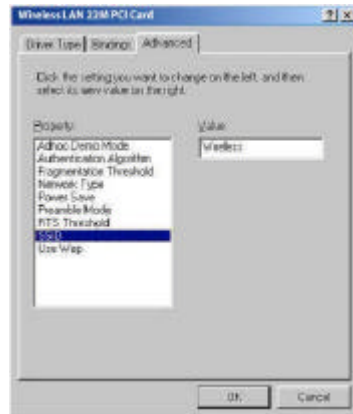 Wireless LAN 22M PCI Card
Driver Type
Bindings
Advanced
Click the setting you want to change on the left, and then
select its new value on the right.
Property:
Value:
Adhoc Demo Mode
Authentication Algorithm
Fragmentation Threshold
Network Type
Power Save
Preamble Mode
RTS Threshold
SSID
Use Wep
Wireless
OK
Cancel